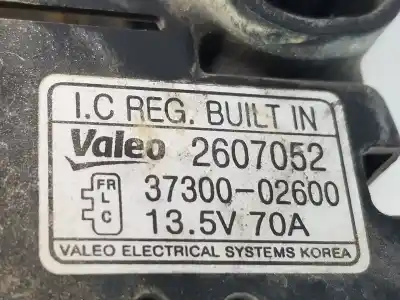 I.C REG. BUILT IN
Valeo 2607052
FR
L
C
37300-02600
13.5V 70A
VALEO ELECTRICAL SYSTEMS KOREA